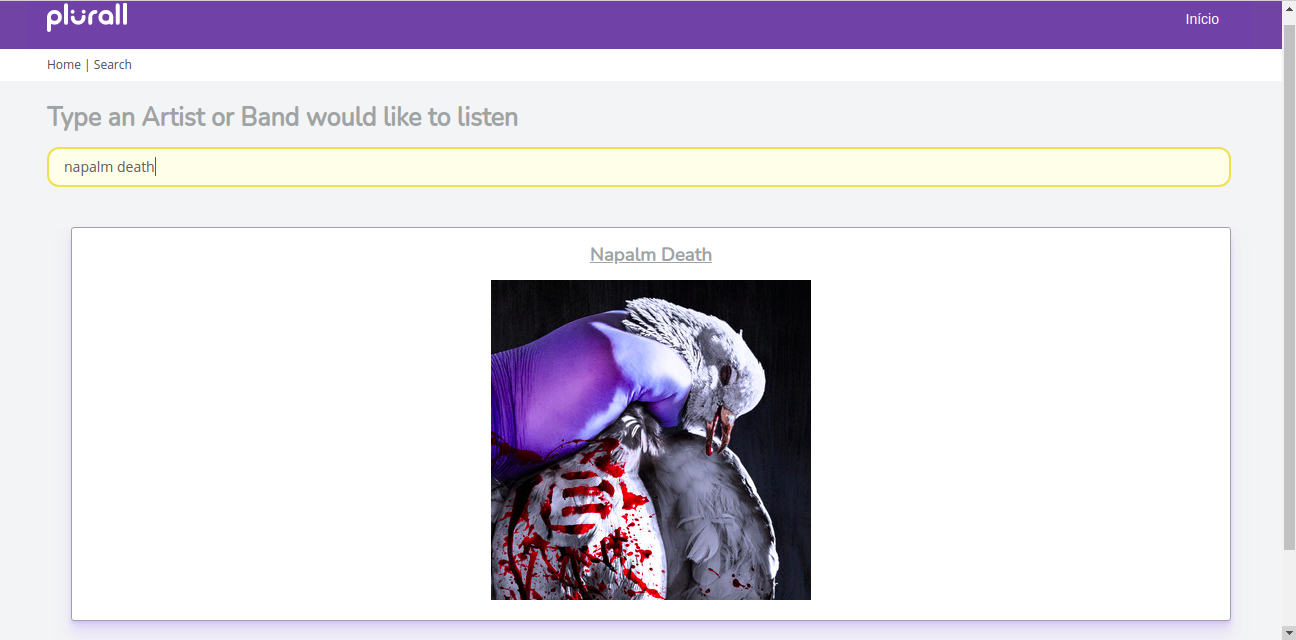 plurall
Início
Home | Search
Type an Artist or Band would like to listen
napalm death
Napalm Death